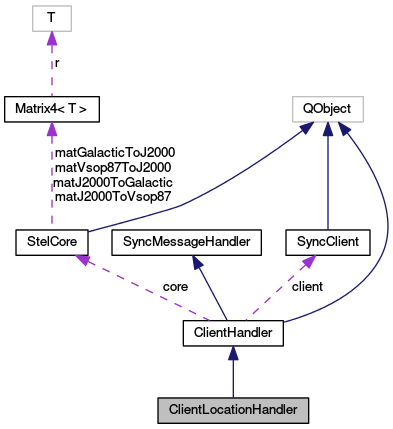 T
r
Matrix4< T >
QObject
matGalacticToJ2000
matVsop87ToJ2000
matJ2000ToGalactic
matJ2000ToVsop87
StelCore
SyncMessageHandler
SyncClient
core
client
ClientHandler
ClientLocationHandler